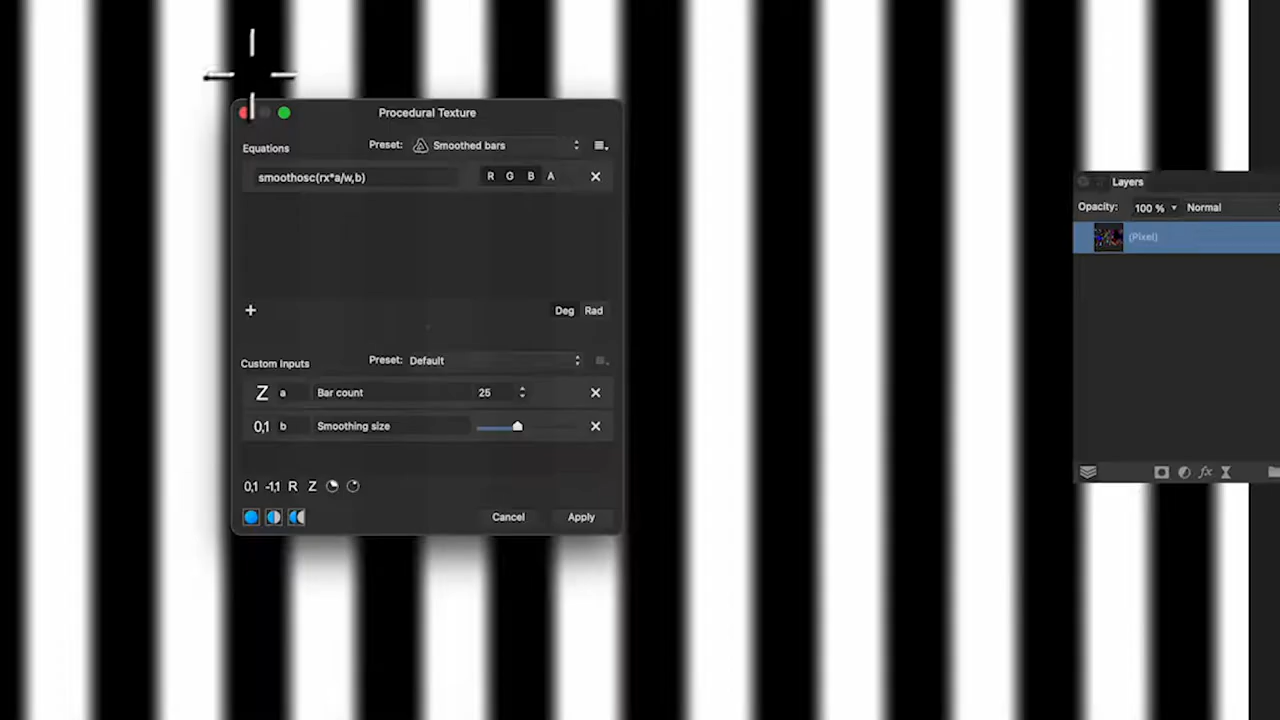 Procedural Texture
Equations
Preset: Smoothed bars
smoothosc(rx*a/w,b) R G B A
Deg Rad
Custom Inputs
Preset: Default
Z a Bar count 25
0,1 b Smoothing size
0,1 -1,1 R Z
Cancel Apply
Layers
Opacity: 100 % Normal
(Pixel)
fx